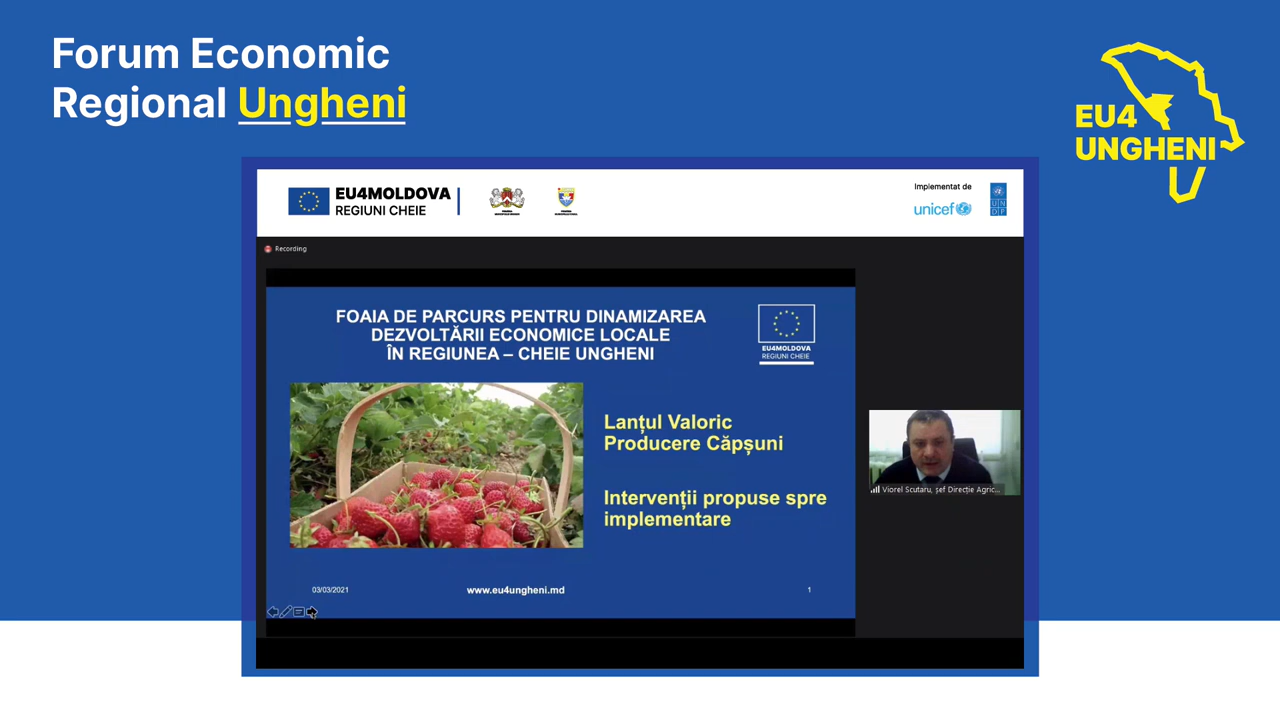 Forum Economic
Regional Ungheni
EU4
UNGHENI
EU4MOLDOVA
REGIUNI CHEIE
Implementat de
unicef
UN
DP
Recording
FOAIA DE PARCURS PENTRU DINAMIZAREA
DEZVOLTĂRII ECONOMICE LOCALE
ÎN REGIUNEA – CHEIE UNGHENI
EU4MOLDOVA
REGIUNI CHEIE
Lanțul Valoric
Producere Căpșuni
Intervenții propuse spre
implementare
Viorel Scutaru, șef Direcție Agric...
03/03/2021
www.eu4ungheni.md
1